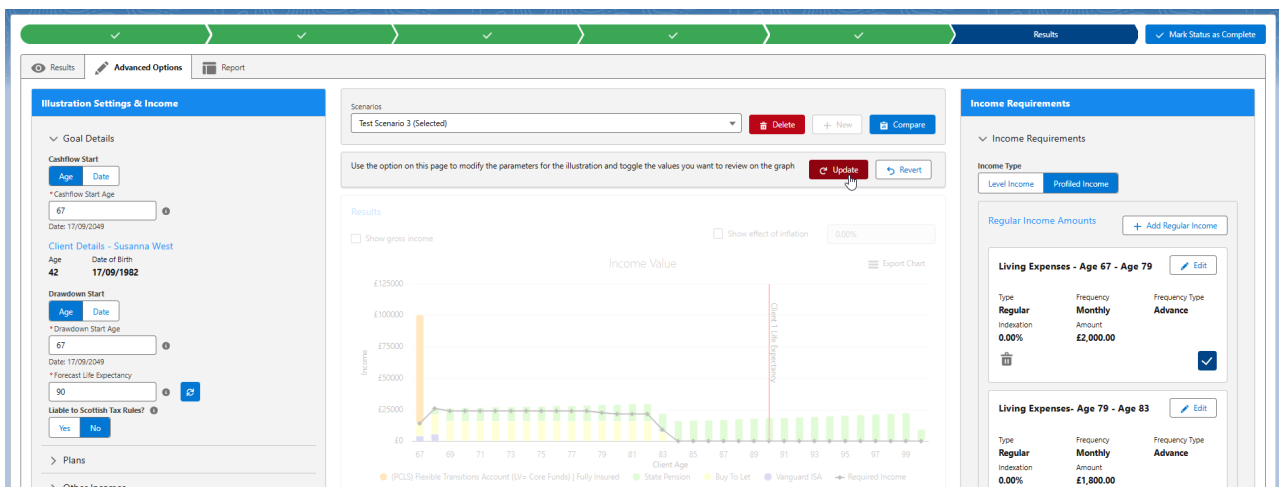 Results
Mark Status as Complete
Results
Advanced Options
Report
Illustration Settings & Income
Goal Details
Cashflow Start
Age
Date
* Cashflow Start Age
67
Date: 17/09/2049
Client Details - Susanna West
Age
Date of Birth
42
17/09/1982
Drawdown Start
Age
Date
* Drawdown Start Age
67
Date: 17/09/2049
* Forecast Life Expectancy
90
Liable to Scottish Tax Rules?
Yes
No
Plans
Other Incomes
Scenarios
Test Scenario 3 (Selected)
Delete
+ New
Compare
Use the option on this page to modify the parameters for the illustration and toggle the values you want to review on the graph
Update
Revert
Results
Show gross income
Show effect of inflation
0.00%
Income Value
Export Chart
£125000
£100000
£75000
£50000
£25000
£0
Income
Client 1 Life Expectancy
67 69 71 73 75 77 79 81 83 85 87 89 91 93 95 97 99
Client Age
(PCLS) Flexible Transitions Account (LV= Core Funds) | Fully Insured
State Pension
Buy To Let
Vanguard ISA
Required Income
Income Requirements
Income Requirements
Income Type
Level Income
Profiled Income
Regular Income Amounts
+ Add Regular Income
Living Expenses - Age 67 - Age 79
Edit
Type
Frequency
Frequency Type
Regular
Monthly
Advance
Indexation
Amount
0.00%
£2,000.00
Living Expenses- Age 79 - Age 83
Edit
Type
Frequency
Frequency Type
Regular
Monthly
Advance
Indexation
Amount
0.00%
£1,800.00